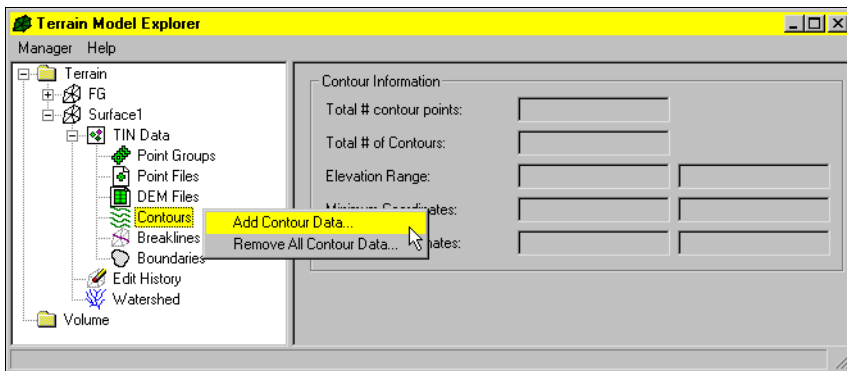 Terrain Model Explorer
Manager Help
Terrain
FG
Surface1
TIN Data
Point Groups
Point Files
DEM Files
Contours
Breaklines
Boundaries
Edit History
Watershed
Volume
Add Contour Data...
Remove All Contour Data...
Contour Information
Total # contour points:
Total # of Contours:
Elevation Range: